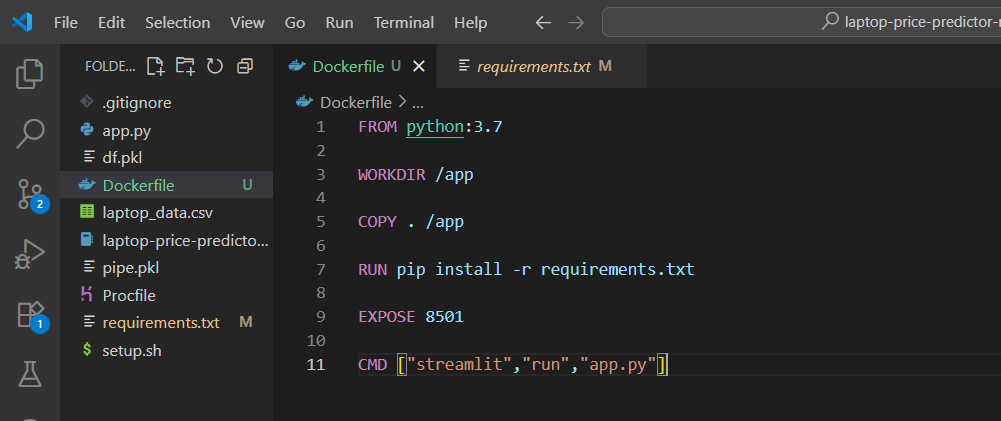 File Edit Selection View Go Run Terminal Help
laptop-price-predictor-r
FOLDE...
Dockerfile U
requirements.txt M
.gitignore
app.py
df.pkl
Dockerfile U
laptop_data.csv
laptop-price-predicto...
pipe.pkl
Procfile
requirements.txt M
setup.sh
2
1
Dockerfile > ...
1 FROM python:3.7
2
3 WORKDIR /app
4
5 COPY . /app
6
7 RUN pip install -r requirements.txt
8
9 EXPOSE 8501
10
11 CMD ["streamlit","run","app.py"]